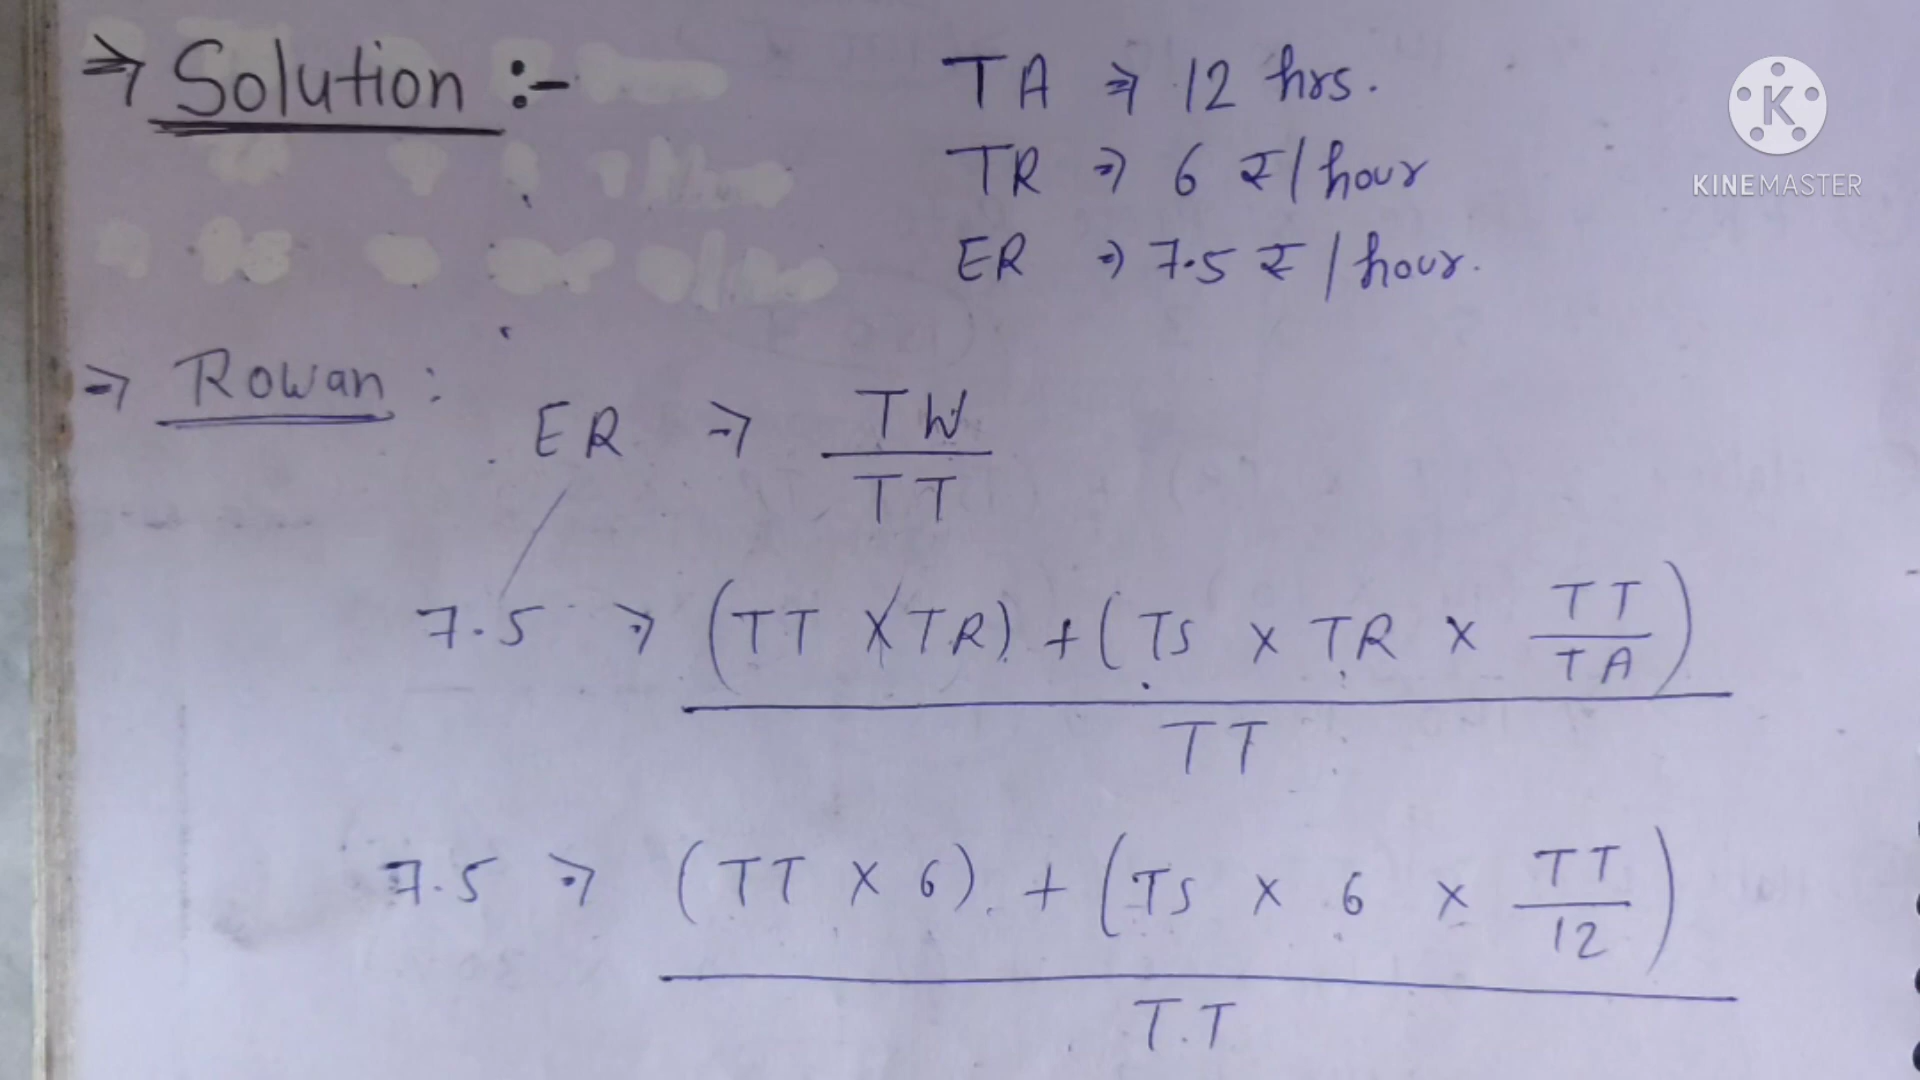 ⇒ Solution :-
TA ⇒ 12 hrs.
TR ⇒ 6 ₹/hour
ER ⇒ 7.5 ₹/hour.
K
KINEMASTER
⇒ Rowan :
ER ⇒ TW
TT
7.5 ⇒ (TT × TR) + (TS × TR × TT/TA)
TT
7.5 ⇒ (TT × 6) + (TS × 6 × TT/12)
T.T